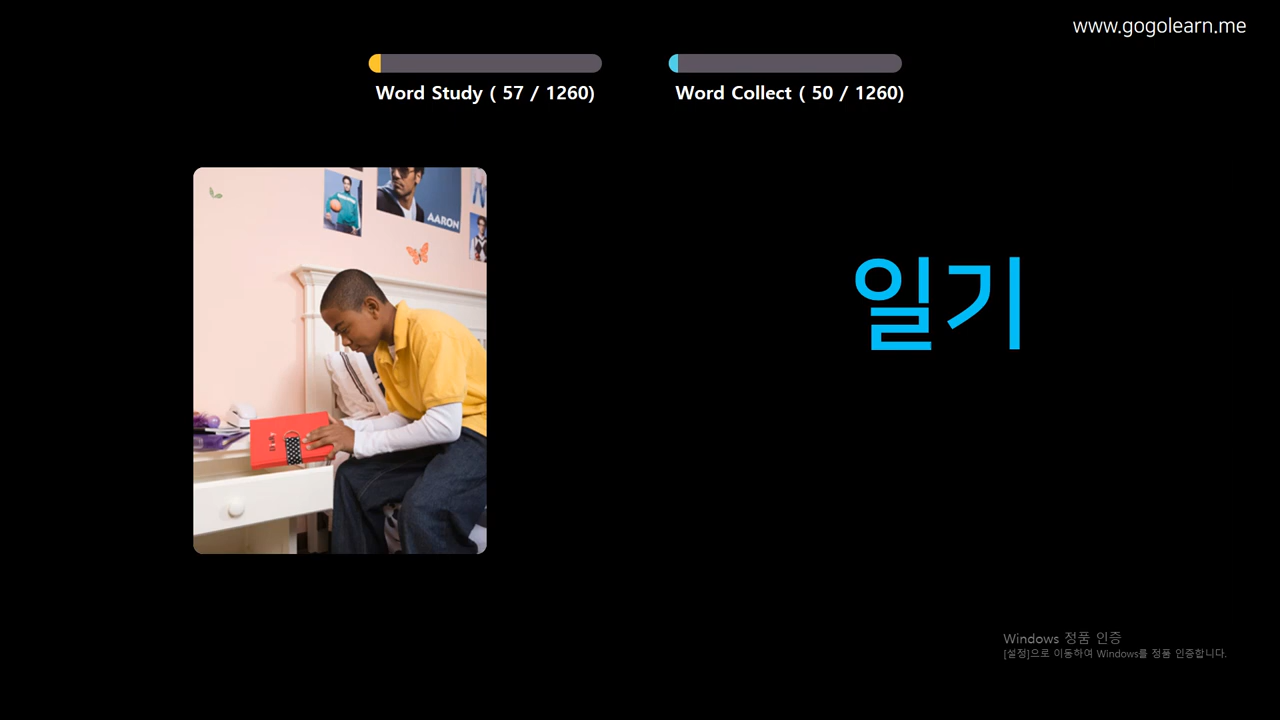 www.gogolearn.me
Word Study ( 57 / 1260)
Word Collect ( 50 / 1260)
AARON
일기
Windows 정품 인증
[설정]으로 이동하여 Windows를 정품 인증합니다.